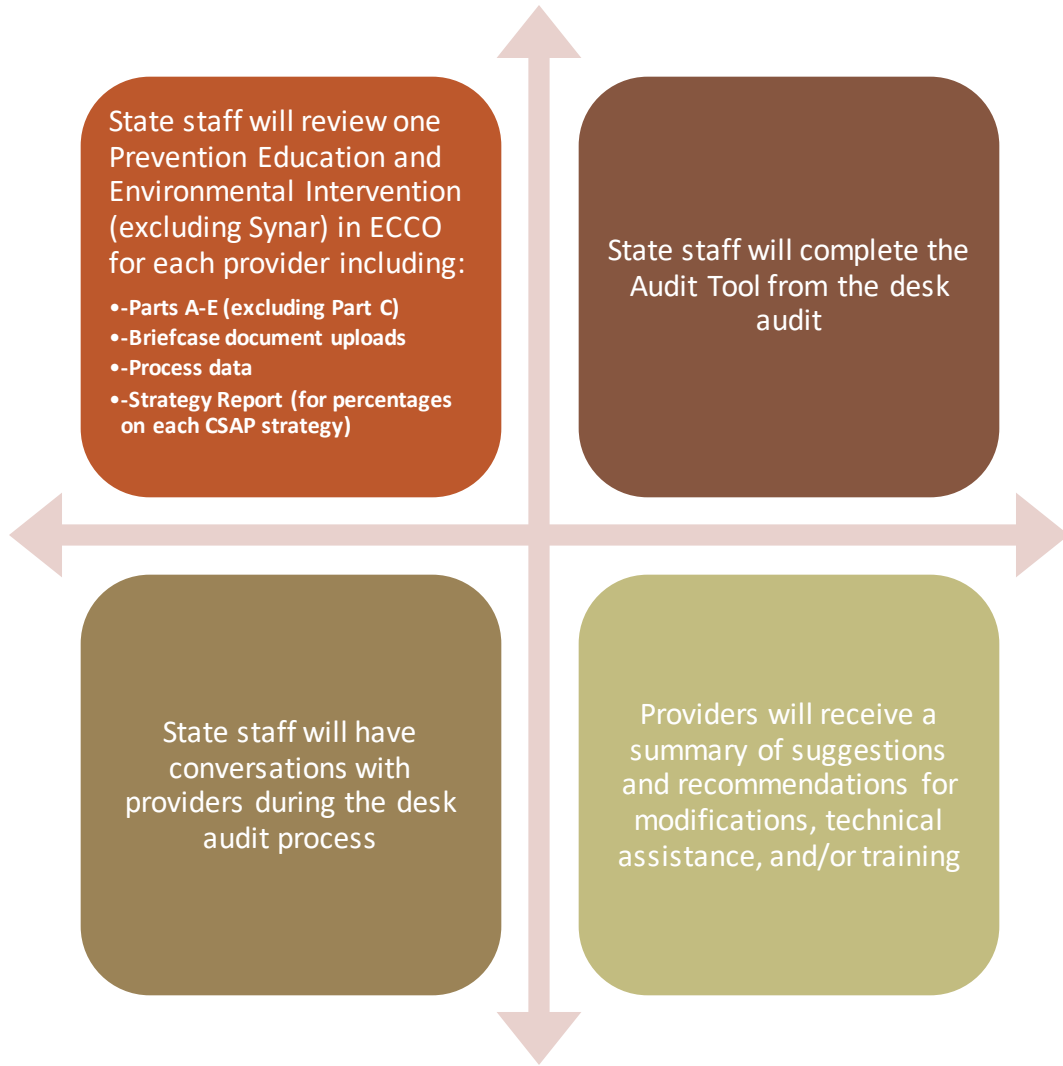 State staff will review one
Prevention Education and
Environmental Intervention
(excluding Synar) in ECCO
for each provider including:
•-Parts A-E (excluding Part C)
•-Briefcase document uploads
•-Process data
•-Strategy Report (for percentages
on each CSAP strategy)
State staff will complete the
Audit Tool from the desk
audit
State staff will have
conversations with
providers during the desk
audit process
Providers will receive a
summary of suggestions
and recommendations for
modifications, technical
assistance, and/or training